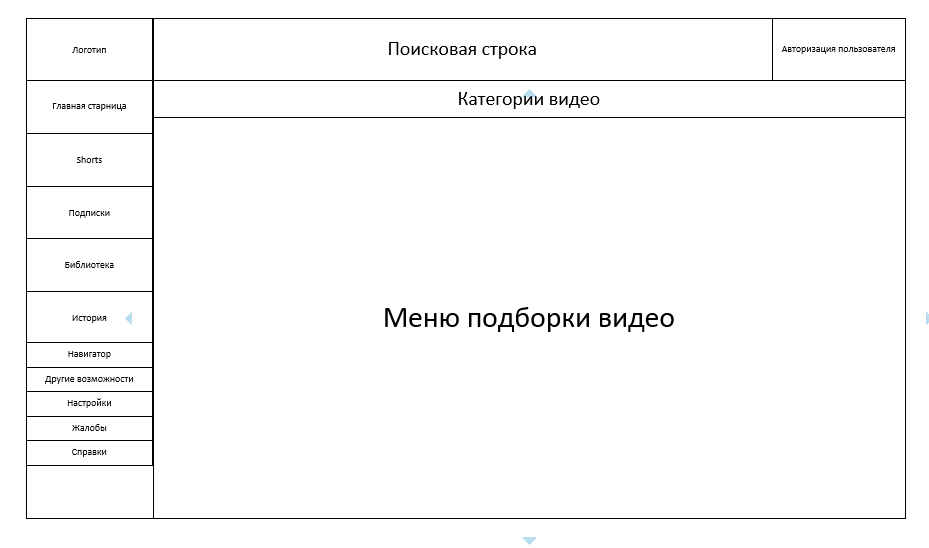 Логотип
Поисковая строка
Авторизация пользователя
Категории видео
Главная старница
Shorts
Подписки
Библиотека
История
Меню подборки видео
Навигатор
Другие возможности
Настройки
Жалобы
Справки